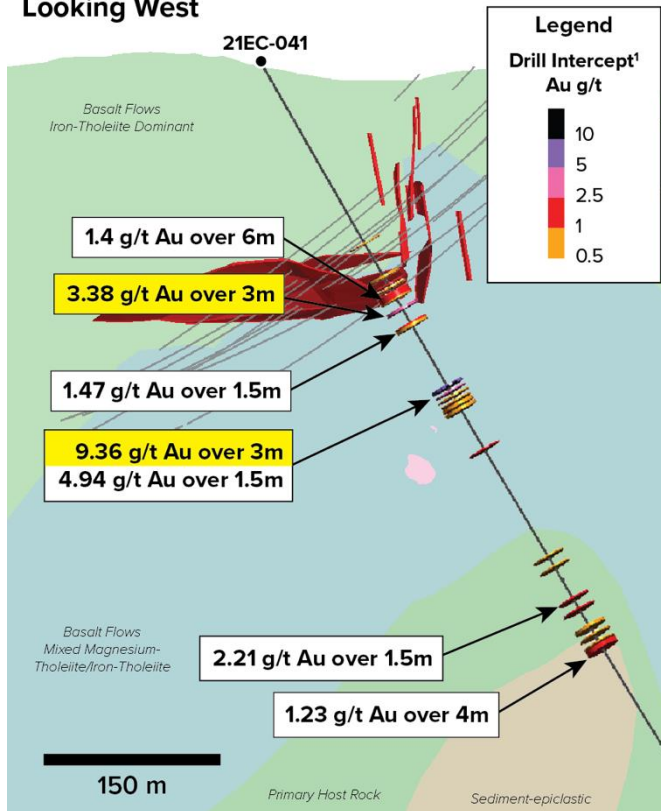 Looking West
21EC-041
Legend
Drill Intercept¹
Au g/t
10
5
2.5
1
0.5
Basalt Flows
Iron-Tholeiite Dominant
1.4 g/t Au over 6m
3.38 g/t Au over 3m
1.47 g/t Au over 1.5m
9.36 g/t Au over 3m
4.94 g/t Au over 1.5m
Basalt Flows
Mixed Magnesium-
Tholeiite/Iron-Tholeiite
2.21 g/t Au over 1.5m
1.23 g/t Au over 4m
150 m
Primary Host Rock
Sediment-epiclastic